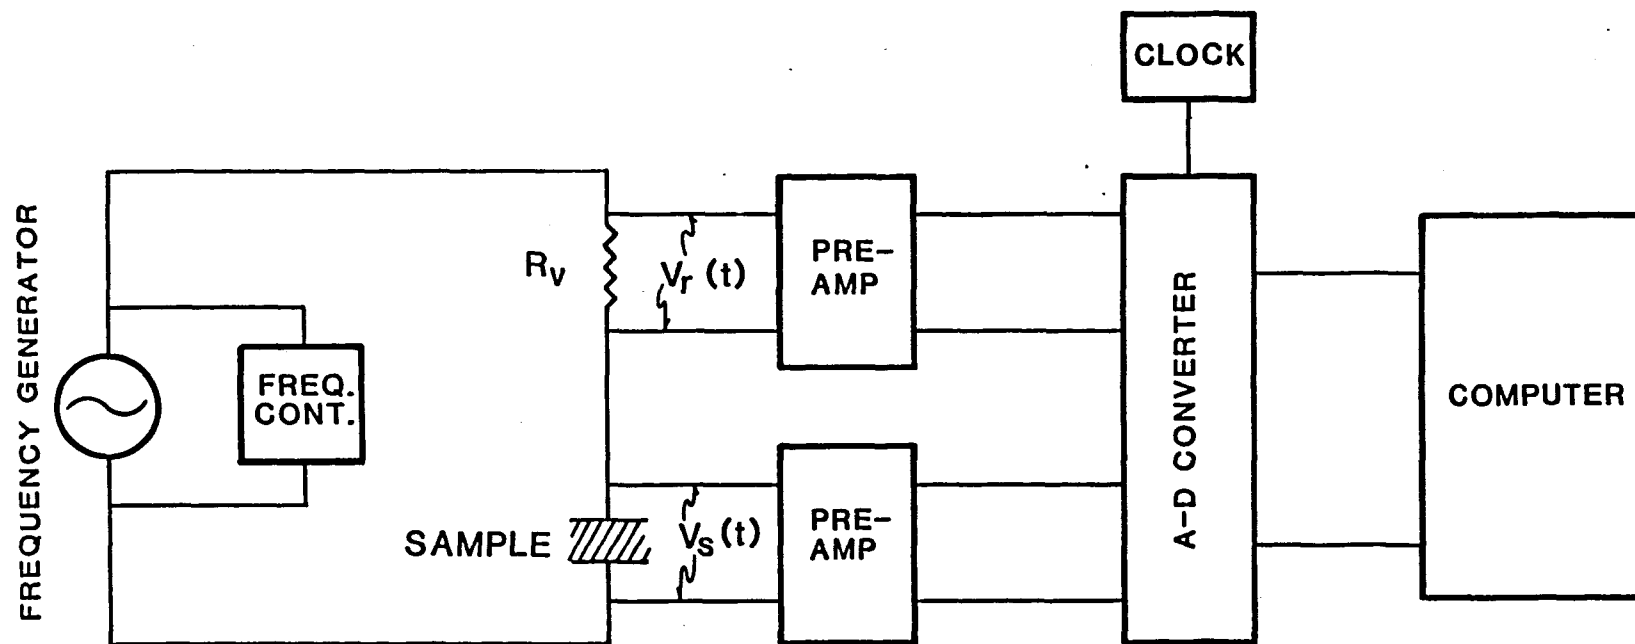 CLOCK
FREQUENCY GENERATOR
FREQ.
CONT.
Rv
Vr (t)
PRE-
AMP
SAMPLE
Vs (t)
PRE-
AMP
A-D CONVERTER
COMPUTER